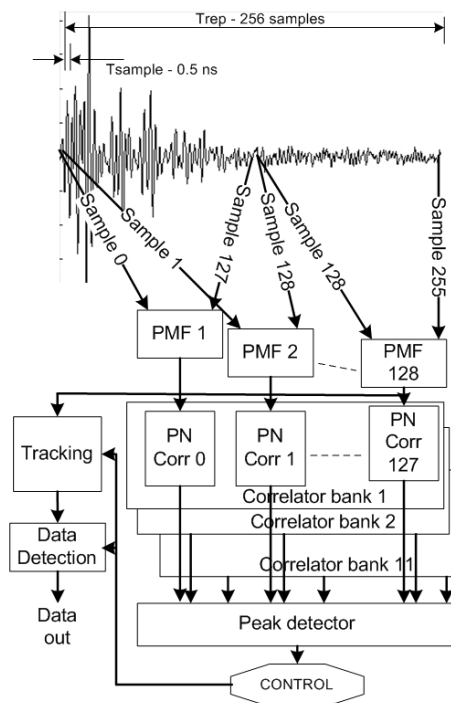 Trep - 256 samples
Tsample - 0.5 ns
Sample 0
Sample 1
Sample 127
Sample 128
Sample 128
Sample 255
PMF 1
PMF 2
PMF
128
Tracking
PN
Corr 0
PN
Corr 1
PN
Corr
127
Correlator bank 1
Correlator bank 2
Correlator bank 11
Data
Detection
Data
out
Peak detector
CONTROL